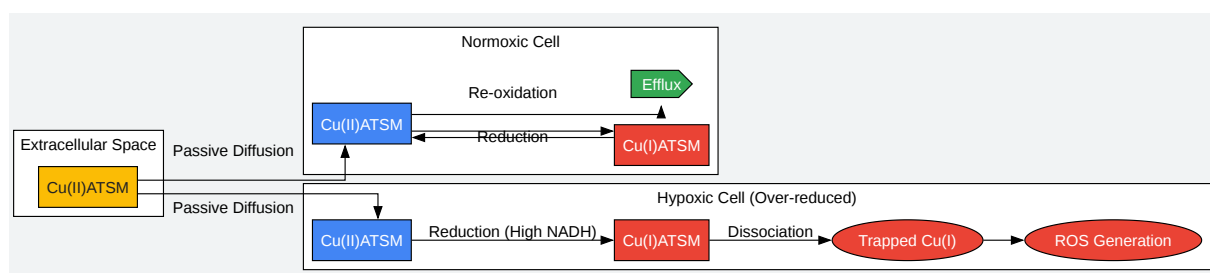 Normoxic Cell
Efflux
Re-oxidation
Cu(II)ATSM
Reduction
Cu(I)ATSM
Extracellular Space
Passive Diffusion
Cu(II)ATSM
Passive Diffusion
Hypoxic Cell (Over-reduced)
Cu(II)ATSM
Reduction (High NADH)
Cu(I)ATSM
Dissociation
Trapped Cu(I)
ROS Generation